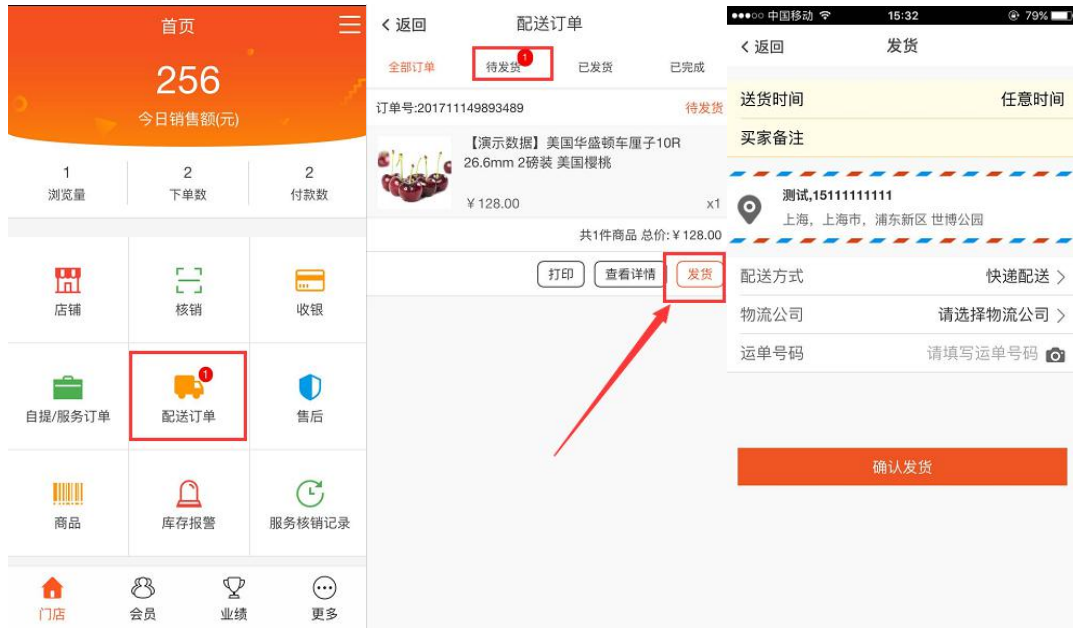 首页
256
今日销售额(元)
1
2
2
浏览量
下单数
付款数
店铺
核销
收银
1
自提/服务订单
配送订单
售后
商品
库存报警
服务核销记录
门店
会员
业绩
更多
返回
配送订单
全部订单
待发货
1
已发货
已完成
订单号:201711149893489
待发货
【演示数据】美国华盛顿车厘子10R
26.6mm 2磅装 美国樱桃
¥128.00
x1
共1件商品 总价:¥128.00
打印
查看详情
发货
中国移动
15:32
79%
返回
发货
送货时间
任意时间
买家备注
测试,15111111111
上海，上海市，浦东新区 世博公园
配送方式
快递配送
物流公司
请选择物流公司
运单号码
请填写运单号码
确认发货